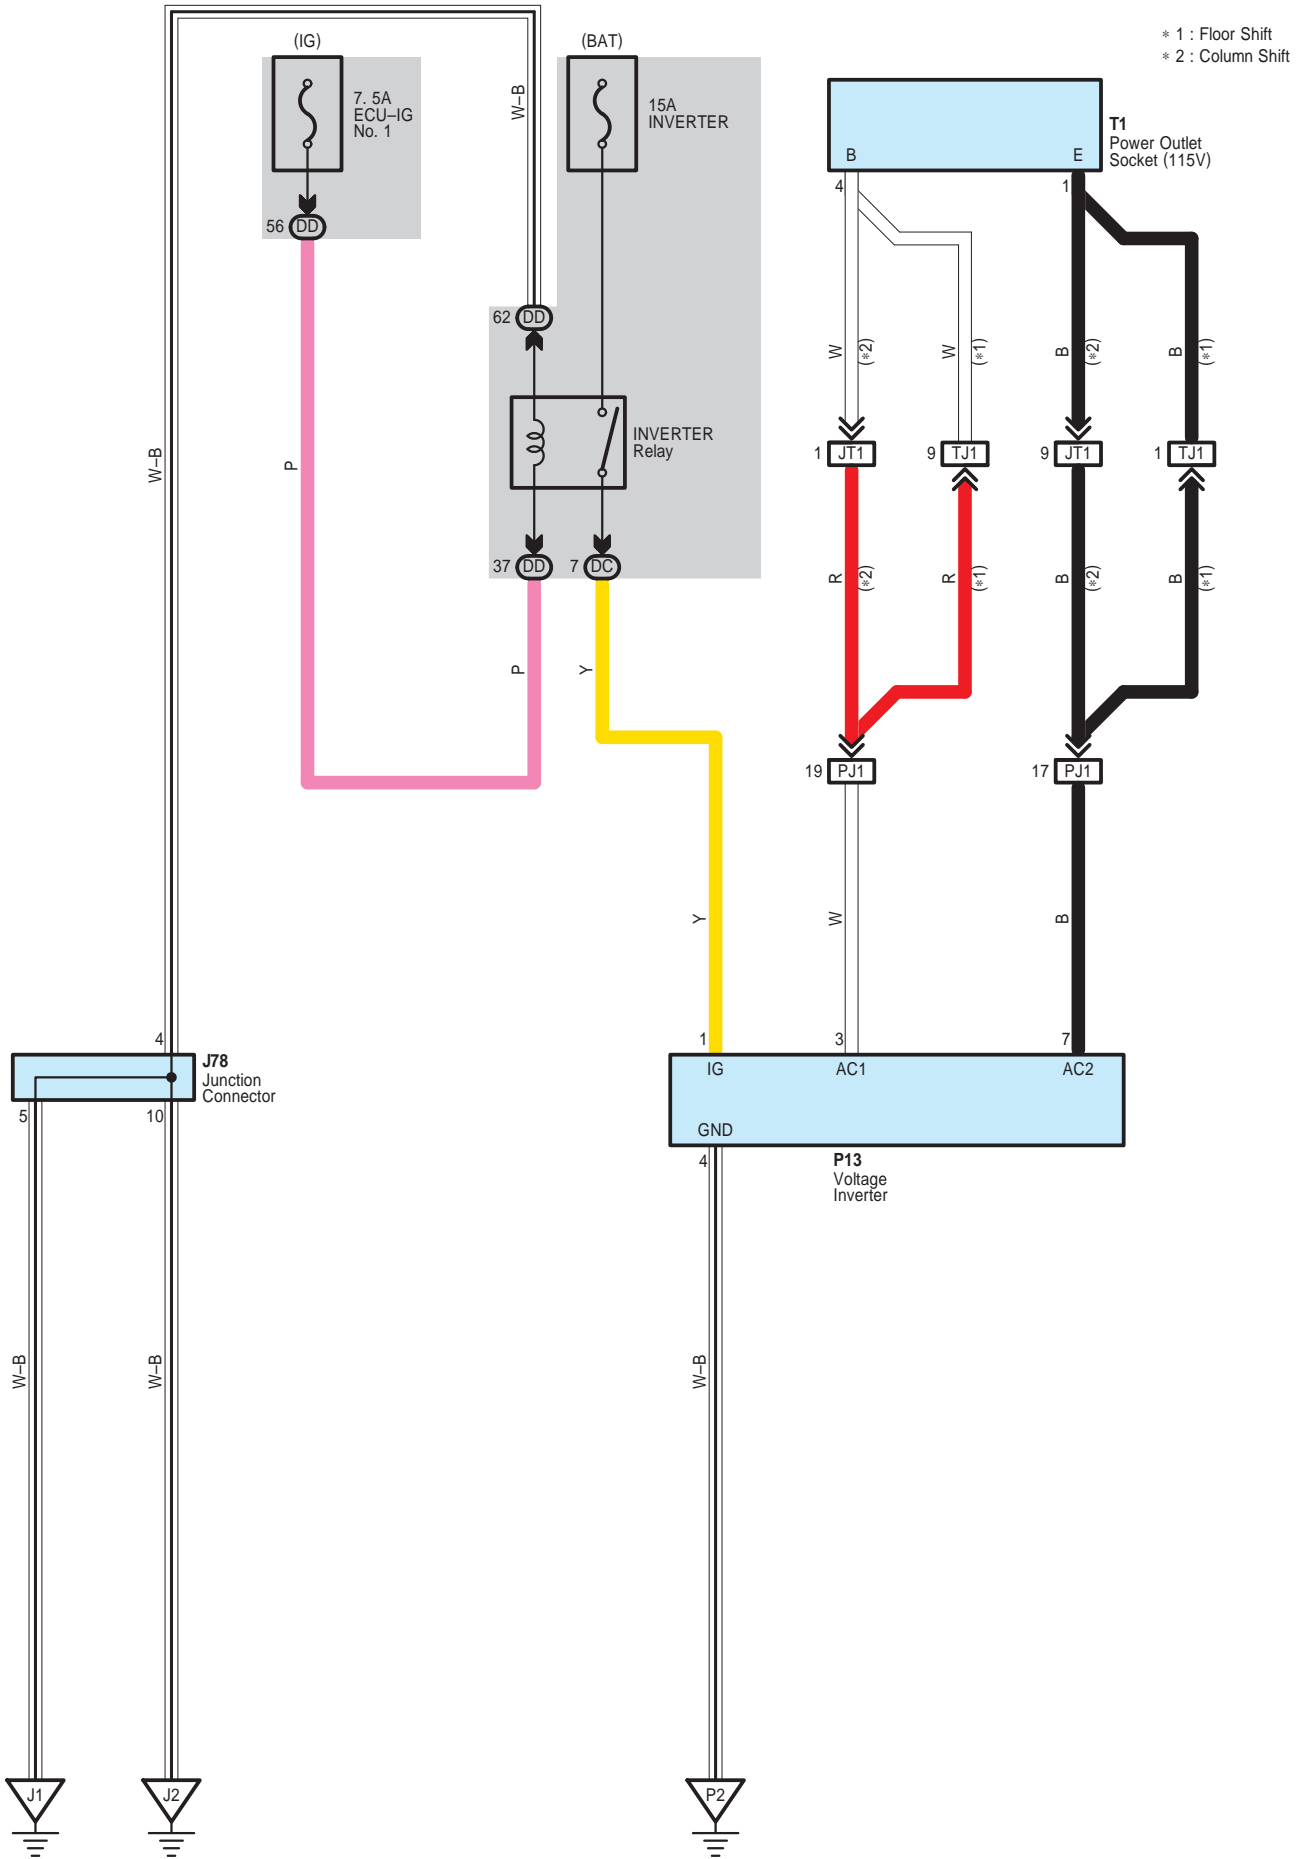 * 1 : Floor Shift
* 2 : Column Shift
(IG)
(BAT)
7. 5A
ECU–IG
No. 1
W–B
15A
INVERTER
T1
Power Outlet
Socket (115V)
B
E
4
1
56 DD
62 DD
W
(*2)
W
(*1)
B
(*2)
B
(*1)
INVERTER
Relay
W–B
P
1 JT1
9 TJ1
9 JT1
1 TJ1
37 DD
7 DC
R
(*2)
R
(*1)
B
(*2)
B
(*1)
P
Y
19 PJ1
17 PJ1
Y
W
B
4
1
3
7
J78
Junction
Connector
IG
AC1
AC2
5
10
GND
4
P13
Voltage
Inverter
W–B
W–B
W–B
J1
J2
P2